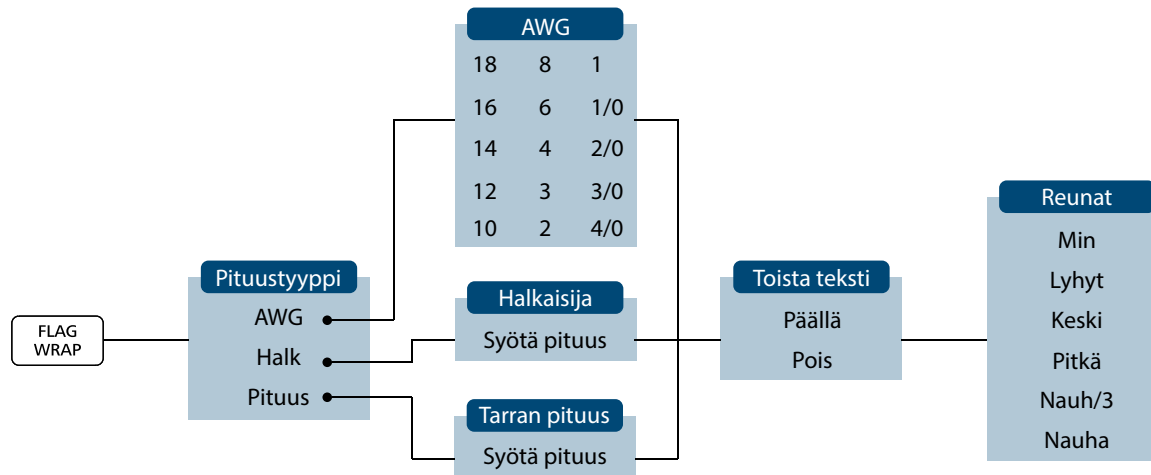 FLAG
WRAP
Pituustyyppi
AWG
Halk
Pituus
AWG
18 8 1
16 6 1/0
14 4 2/0
12 3 3/0
10 2 4/0
Halkaisija
Syötä pituus
Tarran pituus
Syötä pituus
Toista teksti
Päällä
Pois
Reunat
Min
Lyhyt
Keski
Pitkä
Nauh/3
Nauha